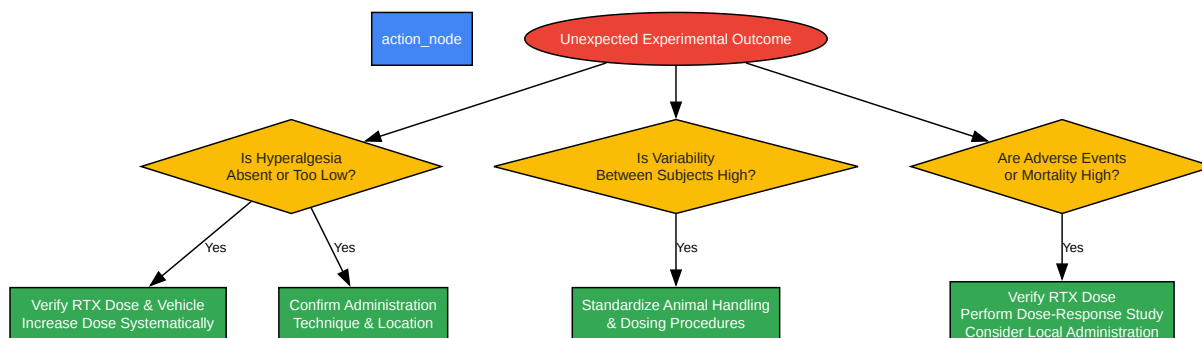 action_node
Unexpected Experimental Outcome
Is Hyperalgesia
Absent or Too Low?
Is Variability
Between Subjects High?
Are Adverse Events
or Mortality High?
Yes
Yes
Yes
Yes
Verify RTX Dose & Vehicle
Increase Dose Systematically
Confirm Administration
Technique & Location
Standardize Animal Handling
& Dosing Procedures
Verify RTX Dose
Perform Dose-Response Study
Consider Local Administration